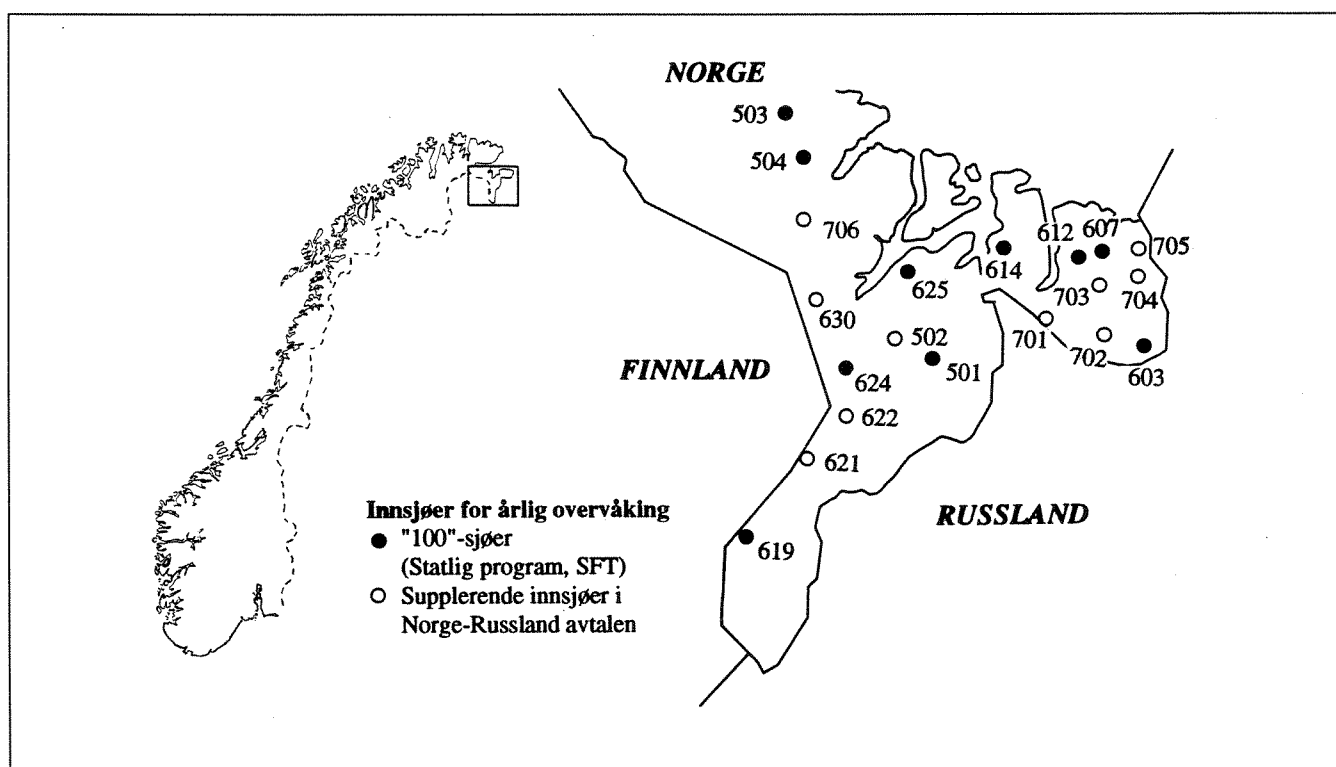 NORGE
503
504
706
612 607
705
614
625
703
704
630
502
701
702
603
FINNLAND
624
501
622
621
Innsjøer for årlig overvåking
"100"-sjøer
(Statlig program, SFT)
Supplerende innsjøer i
Norge-Russland avtalen
RUSSLAND
619